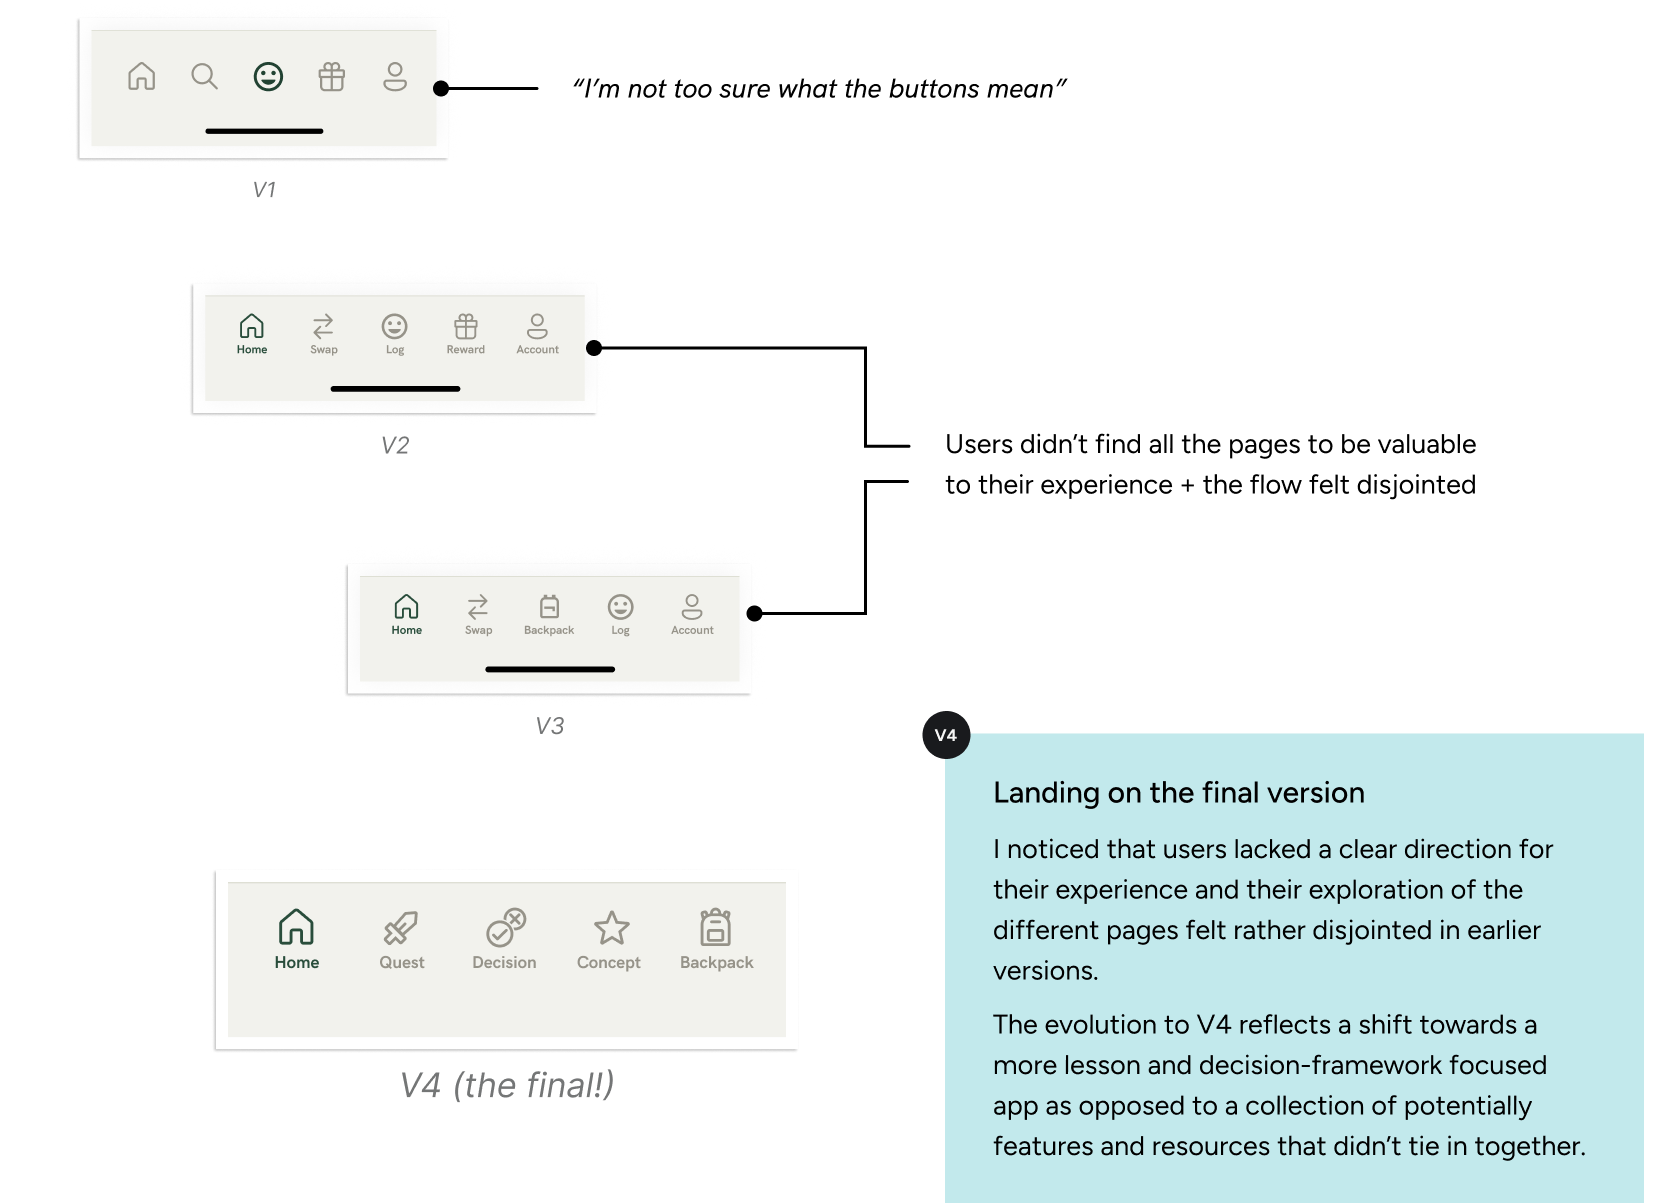 “I’m not too sure what the buttons mean”
V1
Home Swap Log Reward Account
V2
Users didn’t find all the pages to be valuable
to their experience + the flow felt disjointed
Home Swap Backpack Log Account
V3
V4
Landing on the final version
I noticed that users lacked a clear direction for
their experience and their exploration of the
different pages felt rather disjointed in earlier
versions.
The evolution to V4 reflects a shift towards a
more lesson and decision-framework focused
app as opposed to a collection of potentially
features and resources that didn’t tie in together.
Home Quest Decision Concept Backpack
V4 (the final!)